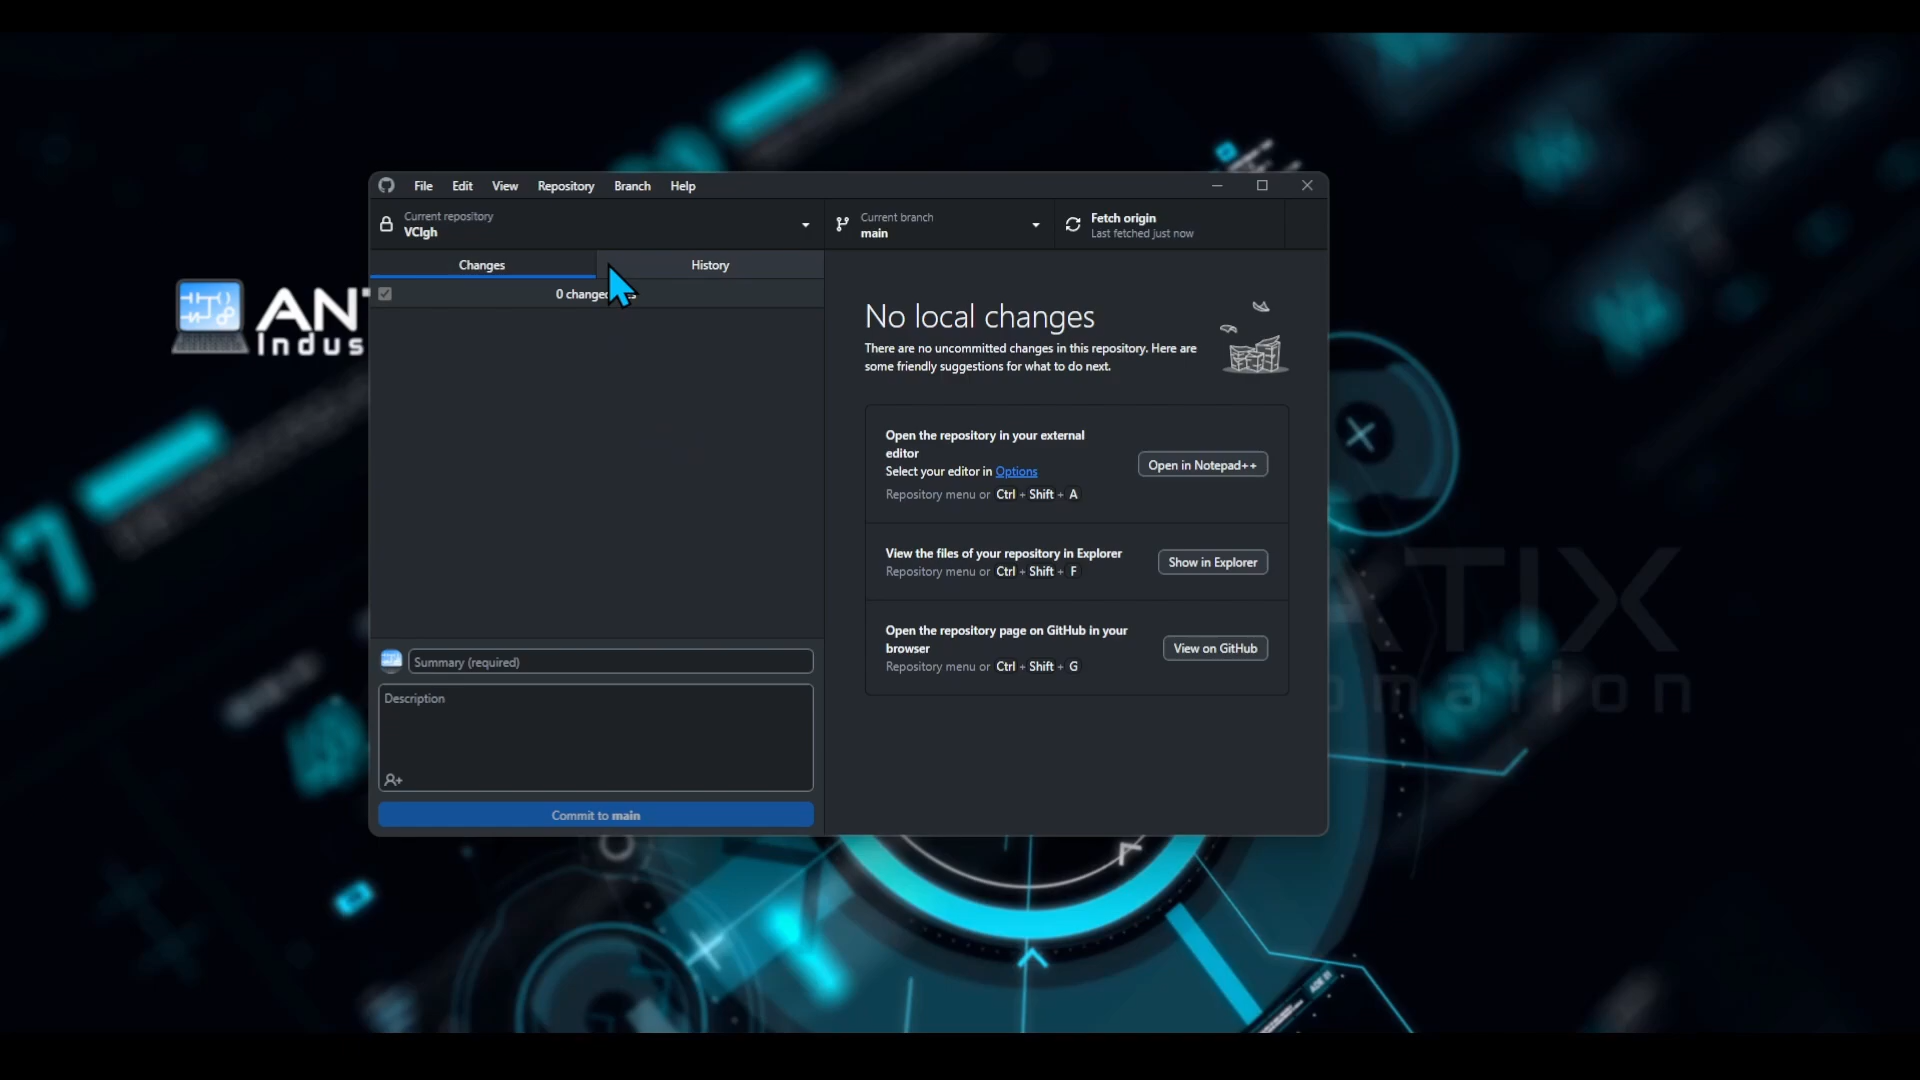 File Edit View Repository Branch Help
Current repository
VCIgh
Current branch
main
Fetch origin
Last fetched just now
Changes
History
0 changed
No local changes
There are no uncommitted changes in this repository. Here are
some friendly suggestions for what to do next.
Open the repository in your external
editor
Select your editor in Options
Repository menu or Ctrl + Shift + A
Open in Notepad++
View the files of your repository in Explorer
Repository menu or Ctrl + Shift + F
Show in Explorer
Open the repository page on GitHub in your
browser
Repository menu or Ctrl + Shift + G
View on GitHub
Summary (required)
Description
Commit to main
AN
Indus
ATIX
omation
37